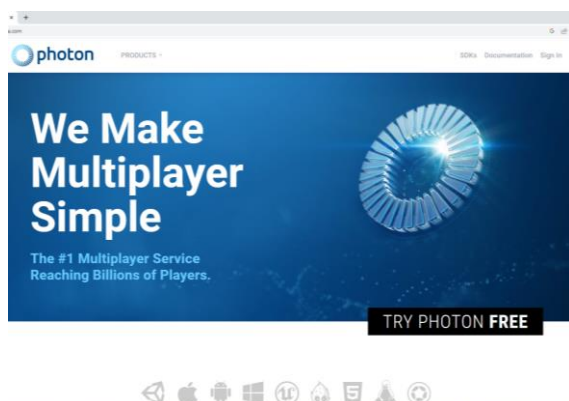 photon
PRODUCTS
SDKs Documentation Sign In
We Make
Multiplayer
Simple
The #1 Multiplayer Service
Reaching Billions of Players.
TRY PHOTON FREE